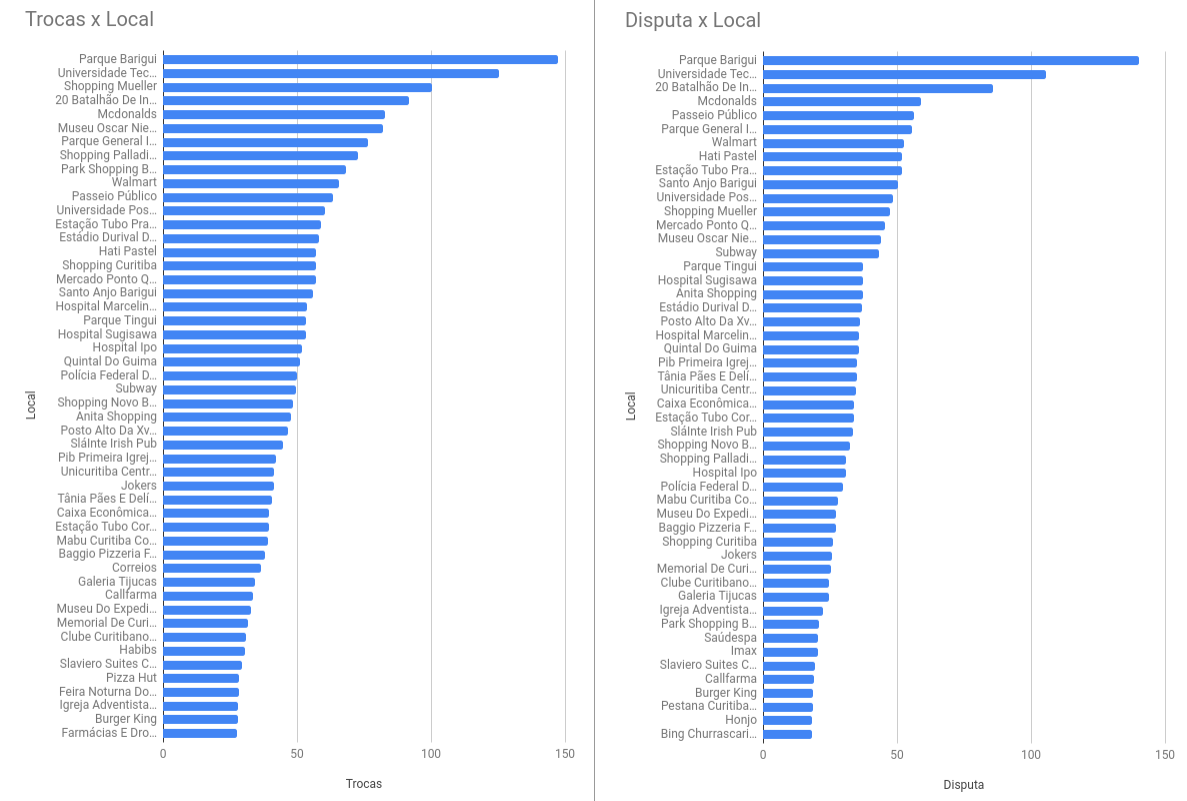 Trocas x Local
Parque Barigui
Universidade Tec...
Shopping Mueller
20 Batalhão De In...
Mcdonalds
Museu Oscar Nie...
Parque General I...
Shopping Palladi...
Park Shopping B...
Walmart
Passeio Público
Universidade Pos...
Estação Tubo Pra...
Estádio Durival D...
Hati Pastel
Shopping Curitiba
Mercado Ponto Q...
Santo Anjo Barigui
Hospital Marcelin...
Parque Tingui
Hospital Sugisawa
Hospital Ipo
Quintal Do Guima
Polícia Federal D...
Subway
Shopping Novo B...
Anita Shopping
Posto Alto Da Xv...
SláInte Irish Pub
Pib Primeira Igrej...
Unicuritiba Centr...
Jokers
Tânia Pães E Delí...
Caixa Econômica...
Estação Tubo Cor...
Mabu Curitiba Co...
Baggio Pizzeria F...
Correios
Galeria Tijucas
Callfarma
Museu Do Expedi...
Memorial De Curi...
Clube Curitibano...
Habibs
Slaviero Suites C...
Pizza Hut
Feira Noturna Do...
Igreja Adventista...
Burger King
Farmácias E Dro...
Local
0 50 100 150
Trocas
Disputa x Local
Parque Barigui
Universidade Tec...
20 Batalhão De In...
Mcdonalds
Passeio Público
Parque General I...
Walmart
Hati Pastel
Estação Tubo Pra...
Santo Anjo Barigui
Universidade Pos...
Shopping Mueller
Mercado Ponto Q...
Museu Oscar Nie...
Subway
Parque Tingui
Hospital Sugisawa
Anita Shopping
Estádio Durival D...
Posto Alto Da Xv...
Hospital Marcelin...
Quintal Do Guima
Pib Primeira Igrej...
Tânia Pães E Delí...
Unicuritiba Centr...
Caixa Econômica...
Estação Tubo Cor...
SláInte Irish Pub
Shopping Novo B...
Shopping Palladi...
Hospital Ipo
Polícia Federal D...
Mabu Curitiba Co...
Museu Do Expedi...
Baggio Pizzeria F...
Shopping Curitiba
Jokers
Memorial De Curi...
Clube Curitibano...
Galeria Tijucas
Igreja Adventista...
Park Shopping B...
Saúdespa
Imax
Slaviero Suites C...
Callfarma
Burger King
Pestana Curitiba...
Honjo
Bing Churrascari...
Local
0 50 100 150
Disputa